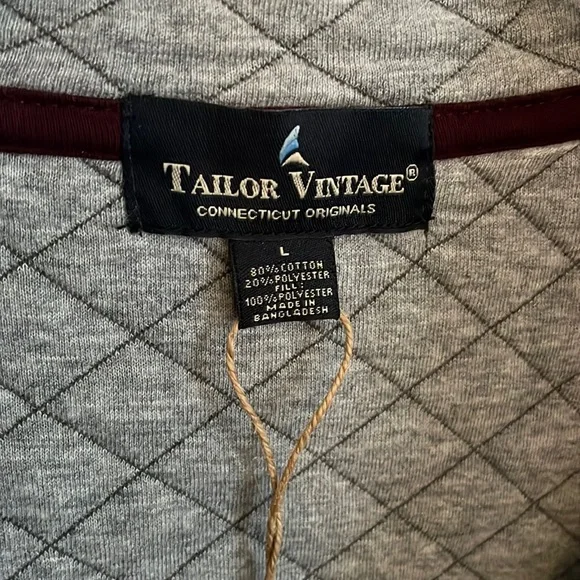 TAILOR VINTAGE®
CONNECTICUT ORIGINALS
L
80% COTTON
20% POLYESTER
FILL:
100% POLYESTER
MADE IN
BANGLADESH